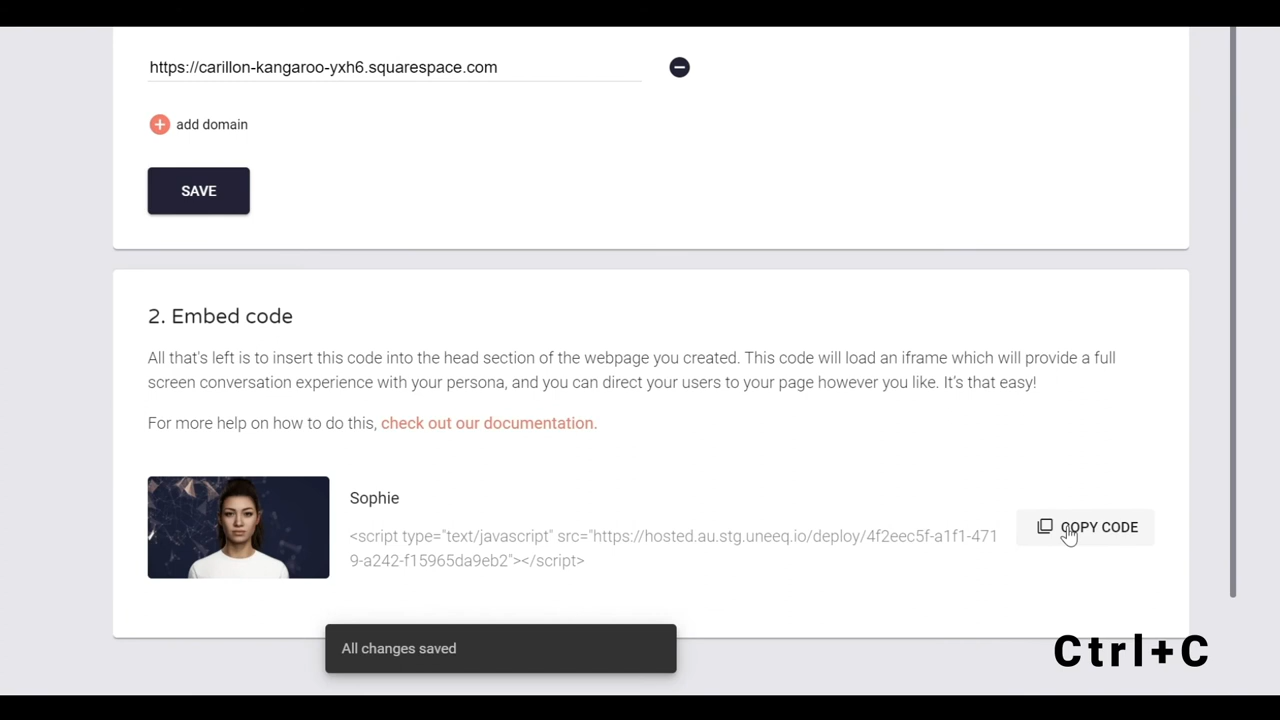 https://carillon-kangaroo-yxh6.squarespace.com
add domain
SAVE
2. Embed code
All that's left is to insert this code into the head section of the webpage you created. This code will load an iframe which will provide a full
screen conversation experience with your persona, and you can direct your users to your page however you like. It's that easy!
For more help on how to do this, check out our documentation.
Sophie
<script type="text/javascript" src="https://hosted.au.stg.uneeq.io/deploy/4f2eec5f-a1f1-471
9-a242-f15965da9eb2"></script>
COPY CODE
All changes saved
Ctrl+C